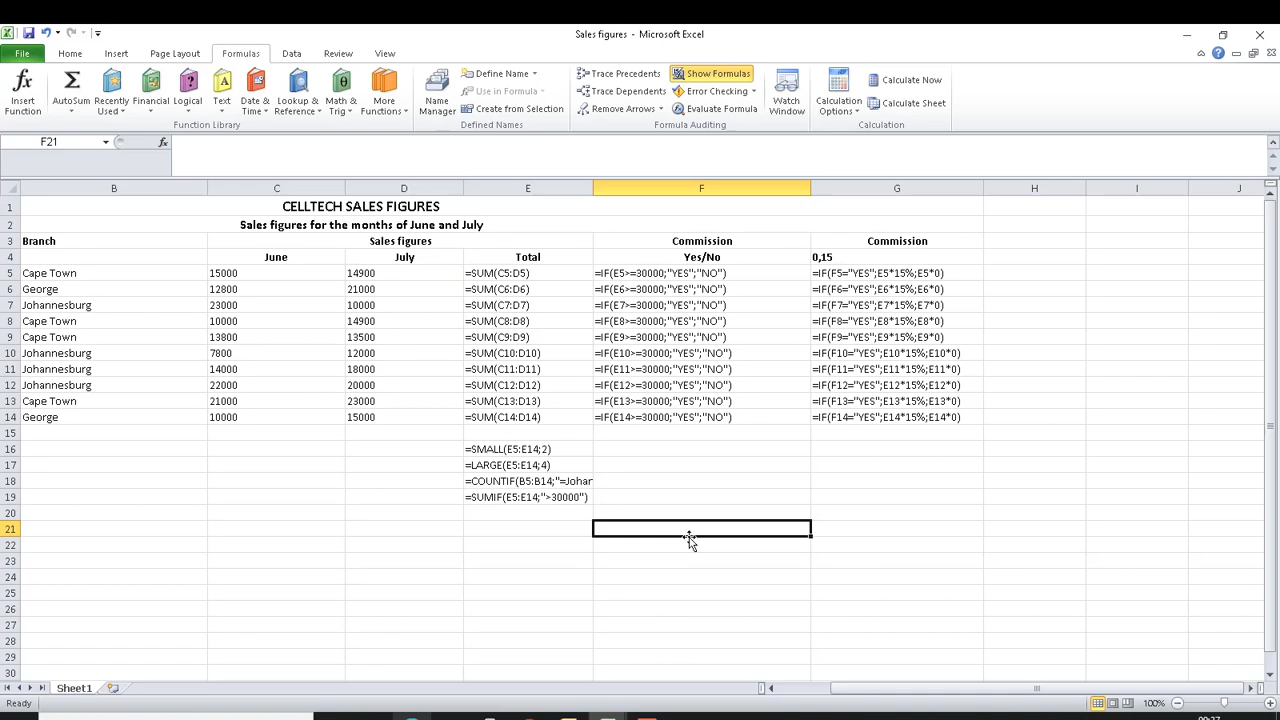 Sales figures - Microsoft Excel
File Home Insert Page Layout Formulas Data Review View
Insert Function
AutoSum
Recently Used
Financial
Logical
Text
Date & Time
Lookup & Reference
Math & Trig
More Functions
Function Library
Name Manager
Define Name
Use in Formula
Create from Selection
Defined Names
Trace Precedents
Trace Dependents
Remove Arrows
Show Formulas
Error Checking
Evaluate Formula
Formula Auditing
Watch Window
Calculation Options
Calculate Now
Calculate Sheet
Calculation
F21 fx
B C D E F G H I J
1 CELLTECH SALES FIGURES
2 Sales figures for the months of June and July
3 Branch Sales figures Commission Commission
4 June July Total Yes/No 0,15
5 Cape Town 15000 14900 =SUM(C5:D5) =IF(E5>=30000;"YES";"NO") =IF(F5="YES";E5*15%;E5*0)
6 George 12800 21000 =SUM(C6:D6) =IF(E6>=30000;"YES";"NO") =IF(F6="YES";E6*15%;E6*0)
7 Johannesburg 23000 10000 =SUM(C7:D7) =IF(E7>=30000;"YES";"NO") =IF(F7="YES";E7*15%;E7*0)
8 Cape Town 10000 14900 =SUM(C8:D8) =IF(E8>=30000;"YES";"NO") =IF(F8="YES";E8*15%;E8*0)
9 Cape Town 13800 13500 =SUM(C9:D9) =IF(E9>=30000;"YES";"NO") =IF(F9="YES";E9*15%;E9*0)
10 Johannesburg 7800 12000 =SUM(C10:D10) =IF(E10>=30000;"YES";"NO") =IF(F10="YES";E10*15%;E10*0)
11 Johannesburg 14000 18000 =SUM(C11:D11) =IF(E11>=30000;"YES";"NO") =IF(F11="YES";E11*15%;E11*0)
12 Johannesburg 22000 20000 =SUM(C12:D12) =IF(E12>=30000;"YES";"NO") =IF(F12="YES";E12*15%;E12*0)
13 Cape Town 21000 23000 =SUM(C13:D13) =IF(E13>=30000;"YES";"NO") =IF(F13="YES";E13*15%;E13*0)
14 George 10000 15000 =SUM(C14:D14) =IF(E14>=30000;"YES";"NO") =IF(F14="YES";E14*15%;E14*0)
15
16 =SMALL(E5:E14;2)
17 =LARGE(E5:E14;4)
18 =COUNTIF(B5:B14;"=Johar
19 =SUMIF(E5:E14;">30000")
20
21
22
23
24
25
26
27
28
29
30
Sheet1
Ready 100%